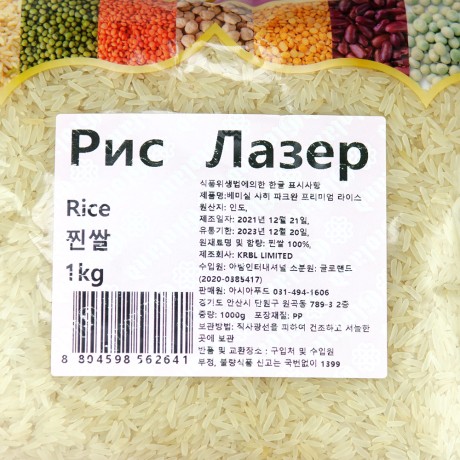 Рис Лазер
Rice
찐쌀
1kg
8 804598 562641
식품위생법에의한 한글 표시사항
제품명:베미실 사히 파크완 프리미엄 라이스
원산지: 인도,
제조일자: 2021년 12월 21일,
유통기한: 2023년 12월 20일,
원재료명 및 함량: 찐쌀 100%,
제조회사: KRBL LIMITED
수입원: 아일인터내셔널 소분원: 글로앤드
(2020-0385417)
판매원: 아시아푸드 031-494-1606
경기도 안산시 단원구 원곡동 789-3 2층
중량: 1000g 포장재질: PP
보관방법: 직사광선을 피하여 건조하고 서늘한
곳에 보관
반품 및 교환장소 : 구입처 및 수입원
부정, 불량식품 신고는 국번없이 1399